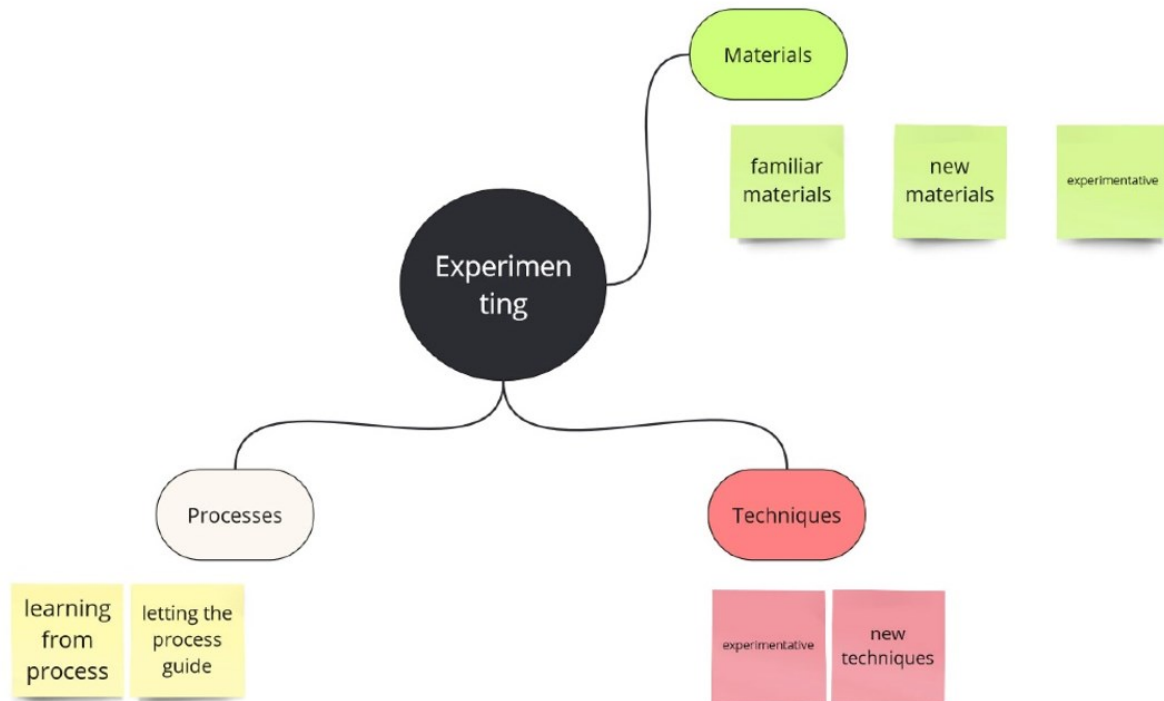 Materials
familiar
materials
new
materials
experimentative
Experimen
ting
Processes
Techniques
learning
from
process
letting the
process
guide
experimentative
new
techniques